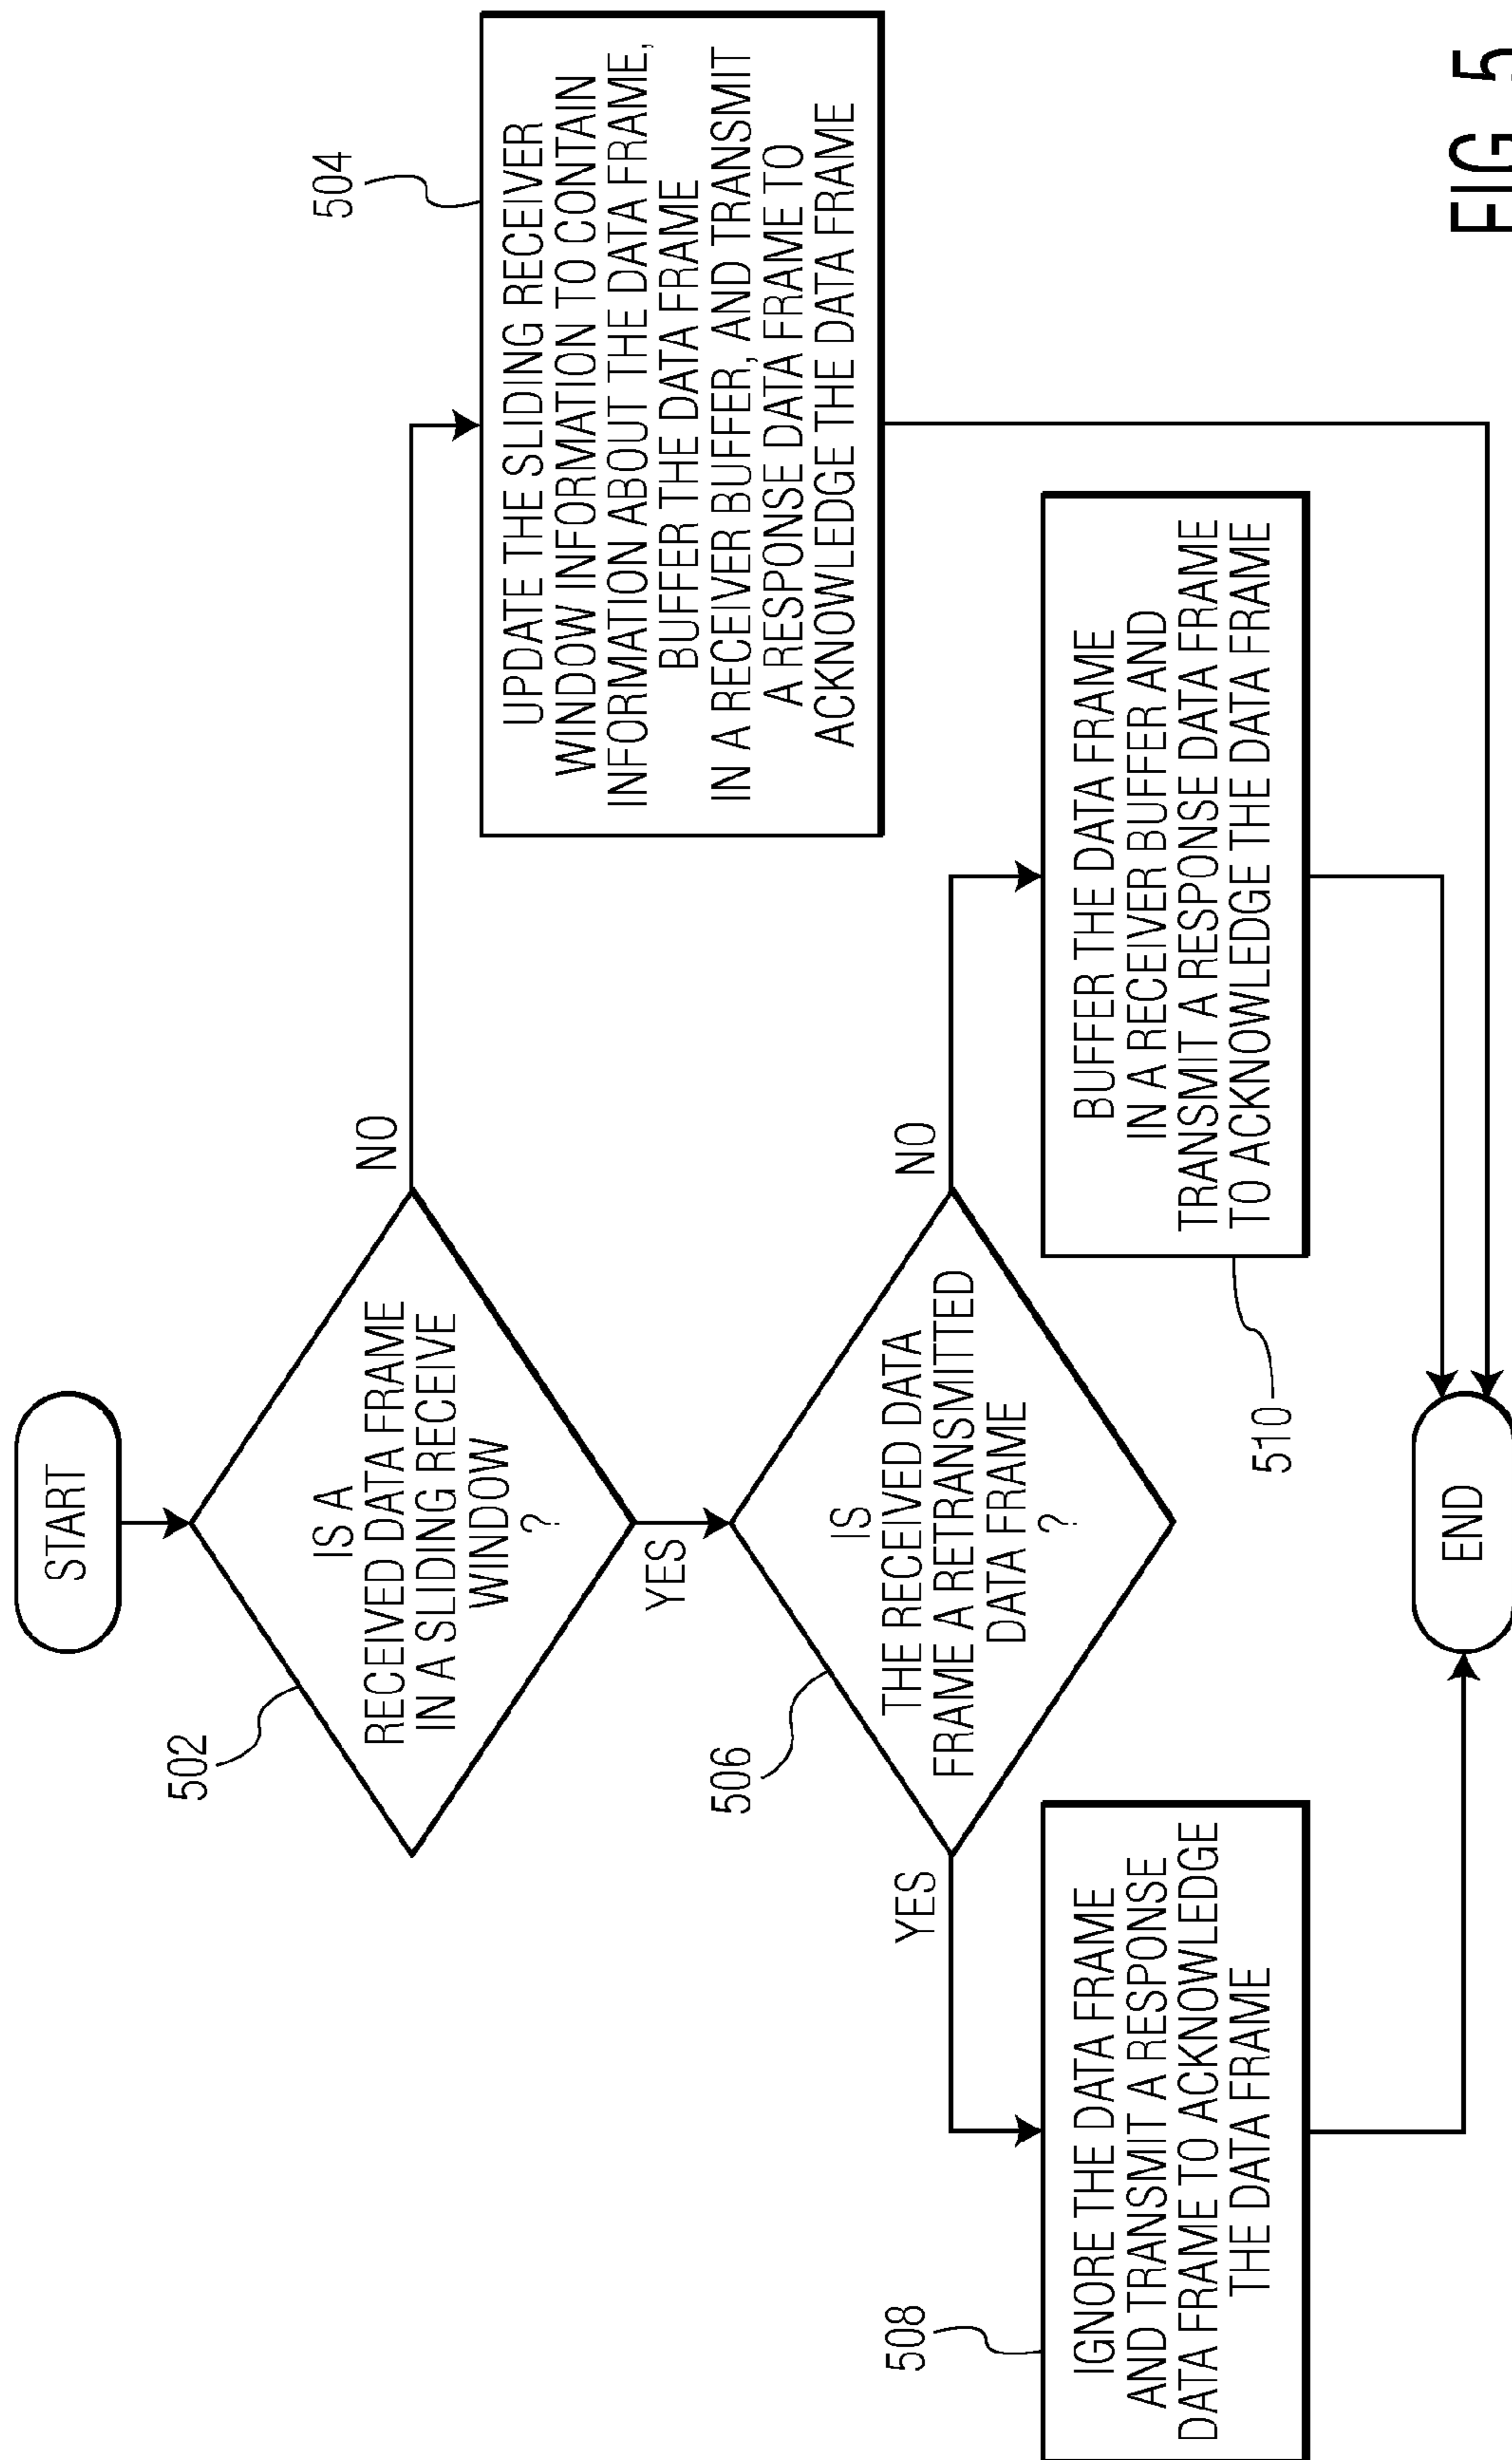 START
502
IS A
RECEIVED DATA FRAME
IN A SLIDING RECEIVE
WINDOW
?
NO
YES
504
UPDATE THE SLIDING RECEIVER
WINDOW INFORMATION TO CONTAIN
INFORMATION ABOUT THE DATA FRAME,
BUFFER THE DATA FRAME
IN A RECEIVER BUFFER, AND TRANSMIT
A RESPONSE DATA FRAME TO
ACKNOWLEDGE THE DATA FRAME
506
IS
THE RECEIVED DATA
FRAME A RETRANSMITTED
DATA FRAME
?
YES
NO
508
IGNORE THE DATA FRAME
AND TRANSMIT A RESPONSE
DATA FRAME TO ACKNOWLEDGE
THE DATA FRAME
BUFFER THE DATA FRAME
IN A RECEIVER BUFFER AND
TRANSMIT A RESPONSE DATA FRAME
TO ACKNOWLEDGE THE DATA FRAME
510
END
FIG. 5